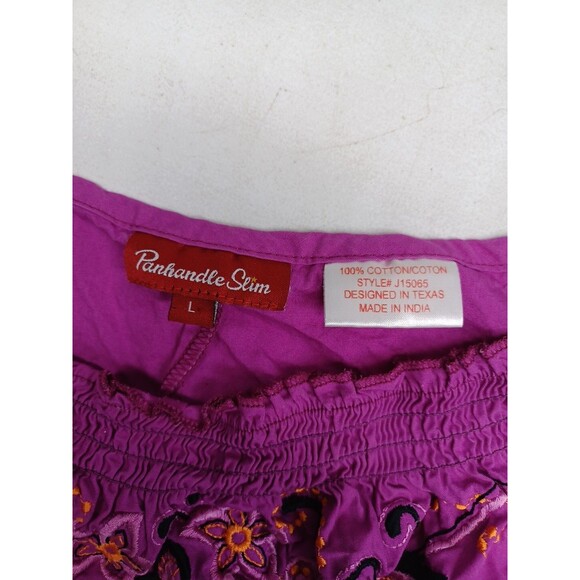 Panhandle Slim
L
100% COTTON/COTON
STYLE# J15065
DESIGNED IN TEXAS
MADE IN INDIA